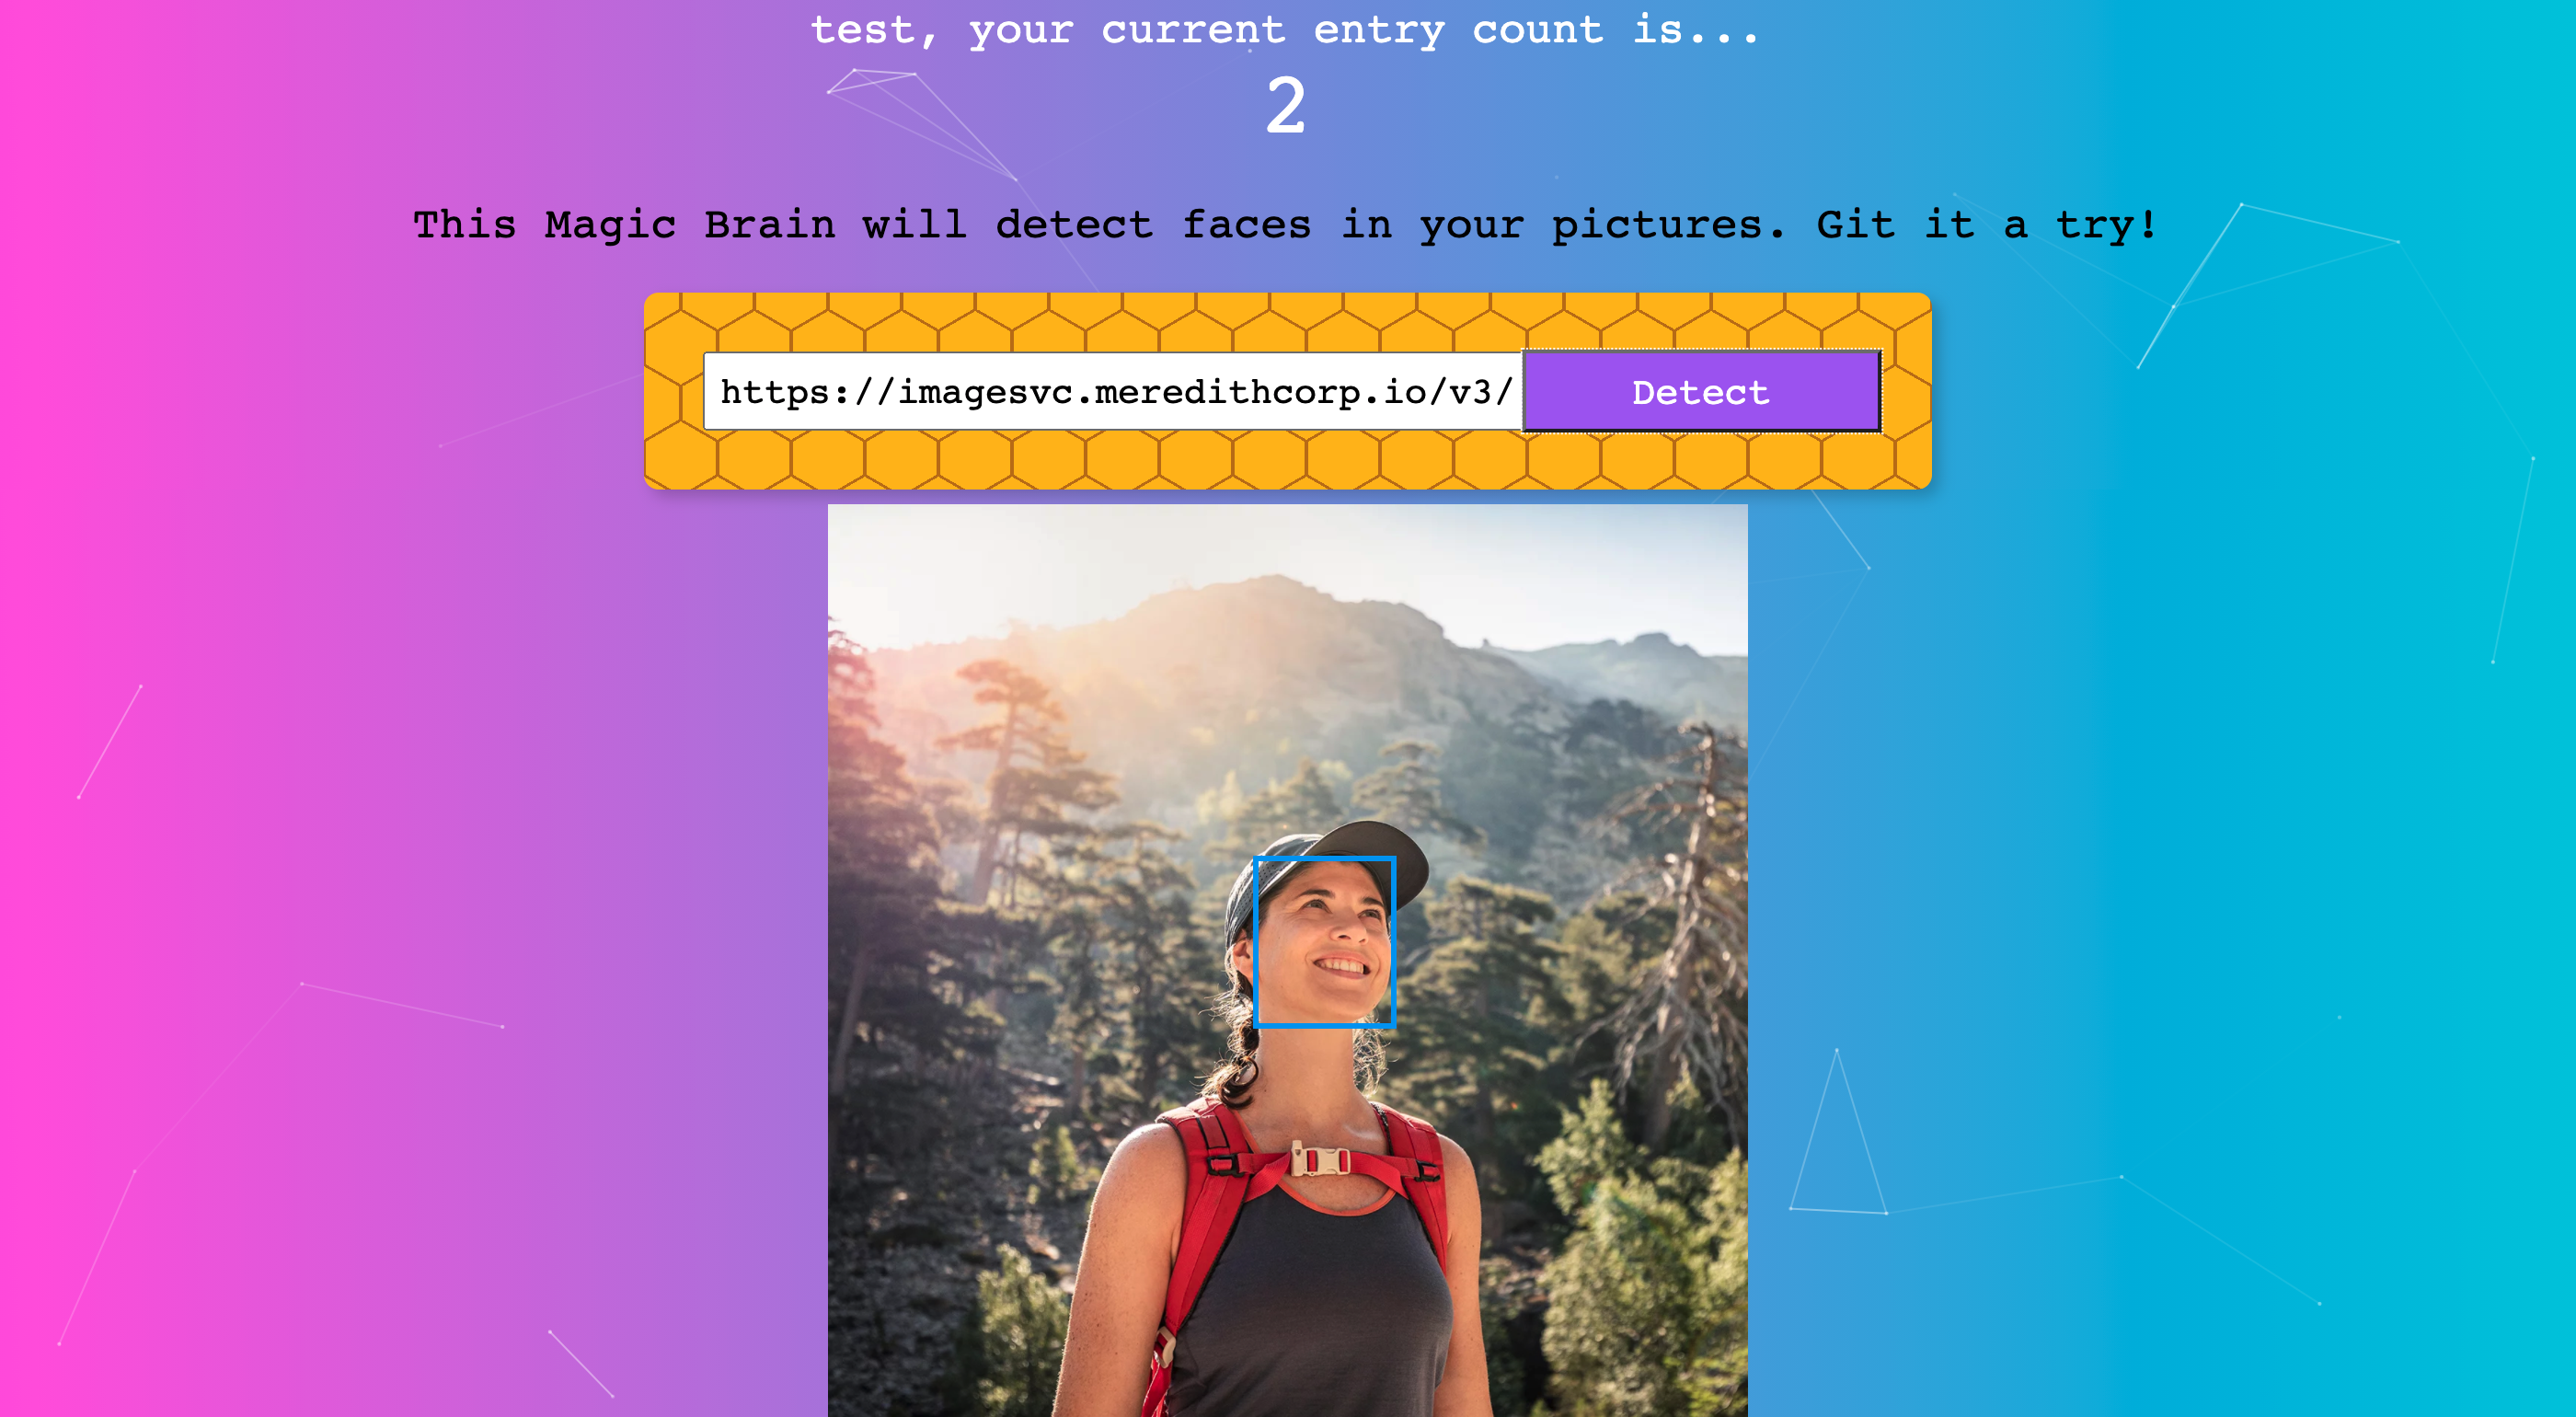 test, your current entry count is...
2
This Magic Brain will detect faces in your pictures. Git it a try!
https://imagesvc.meredithcorp.io/v3/
Detect